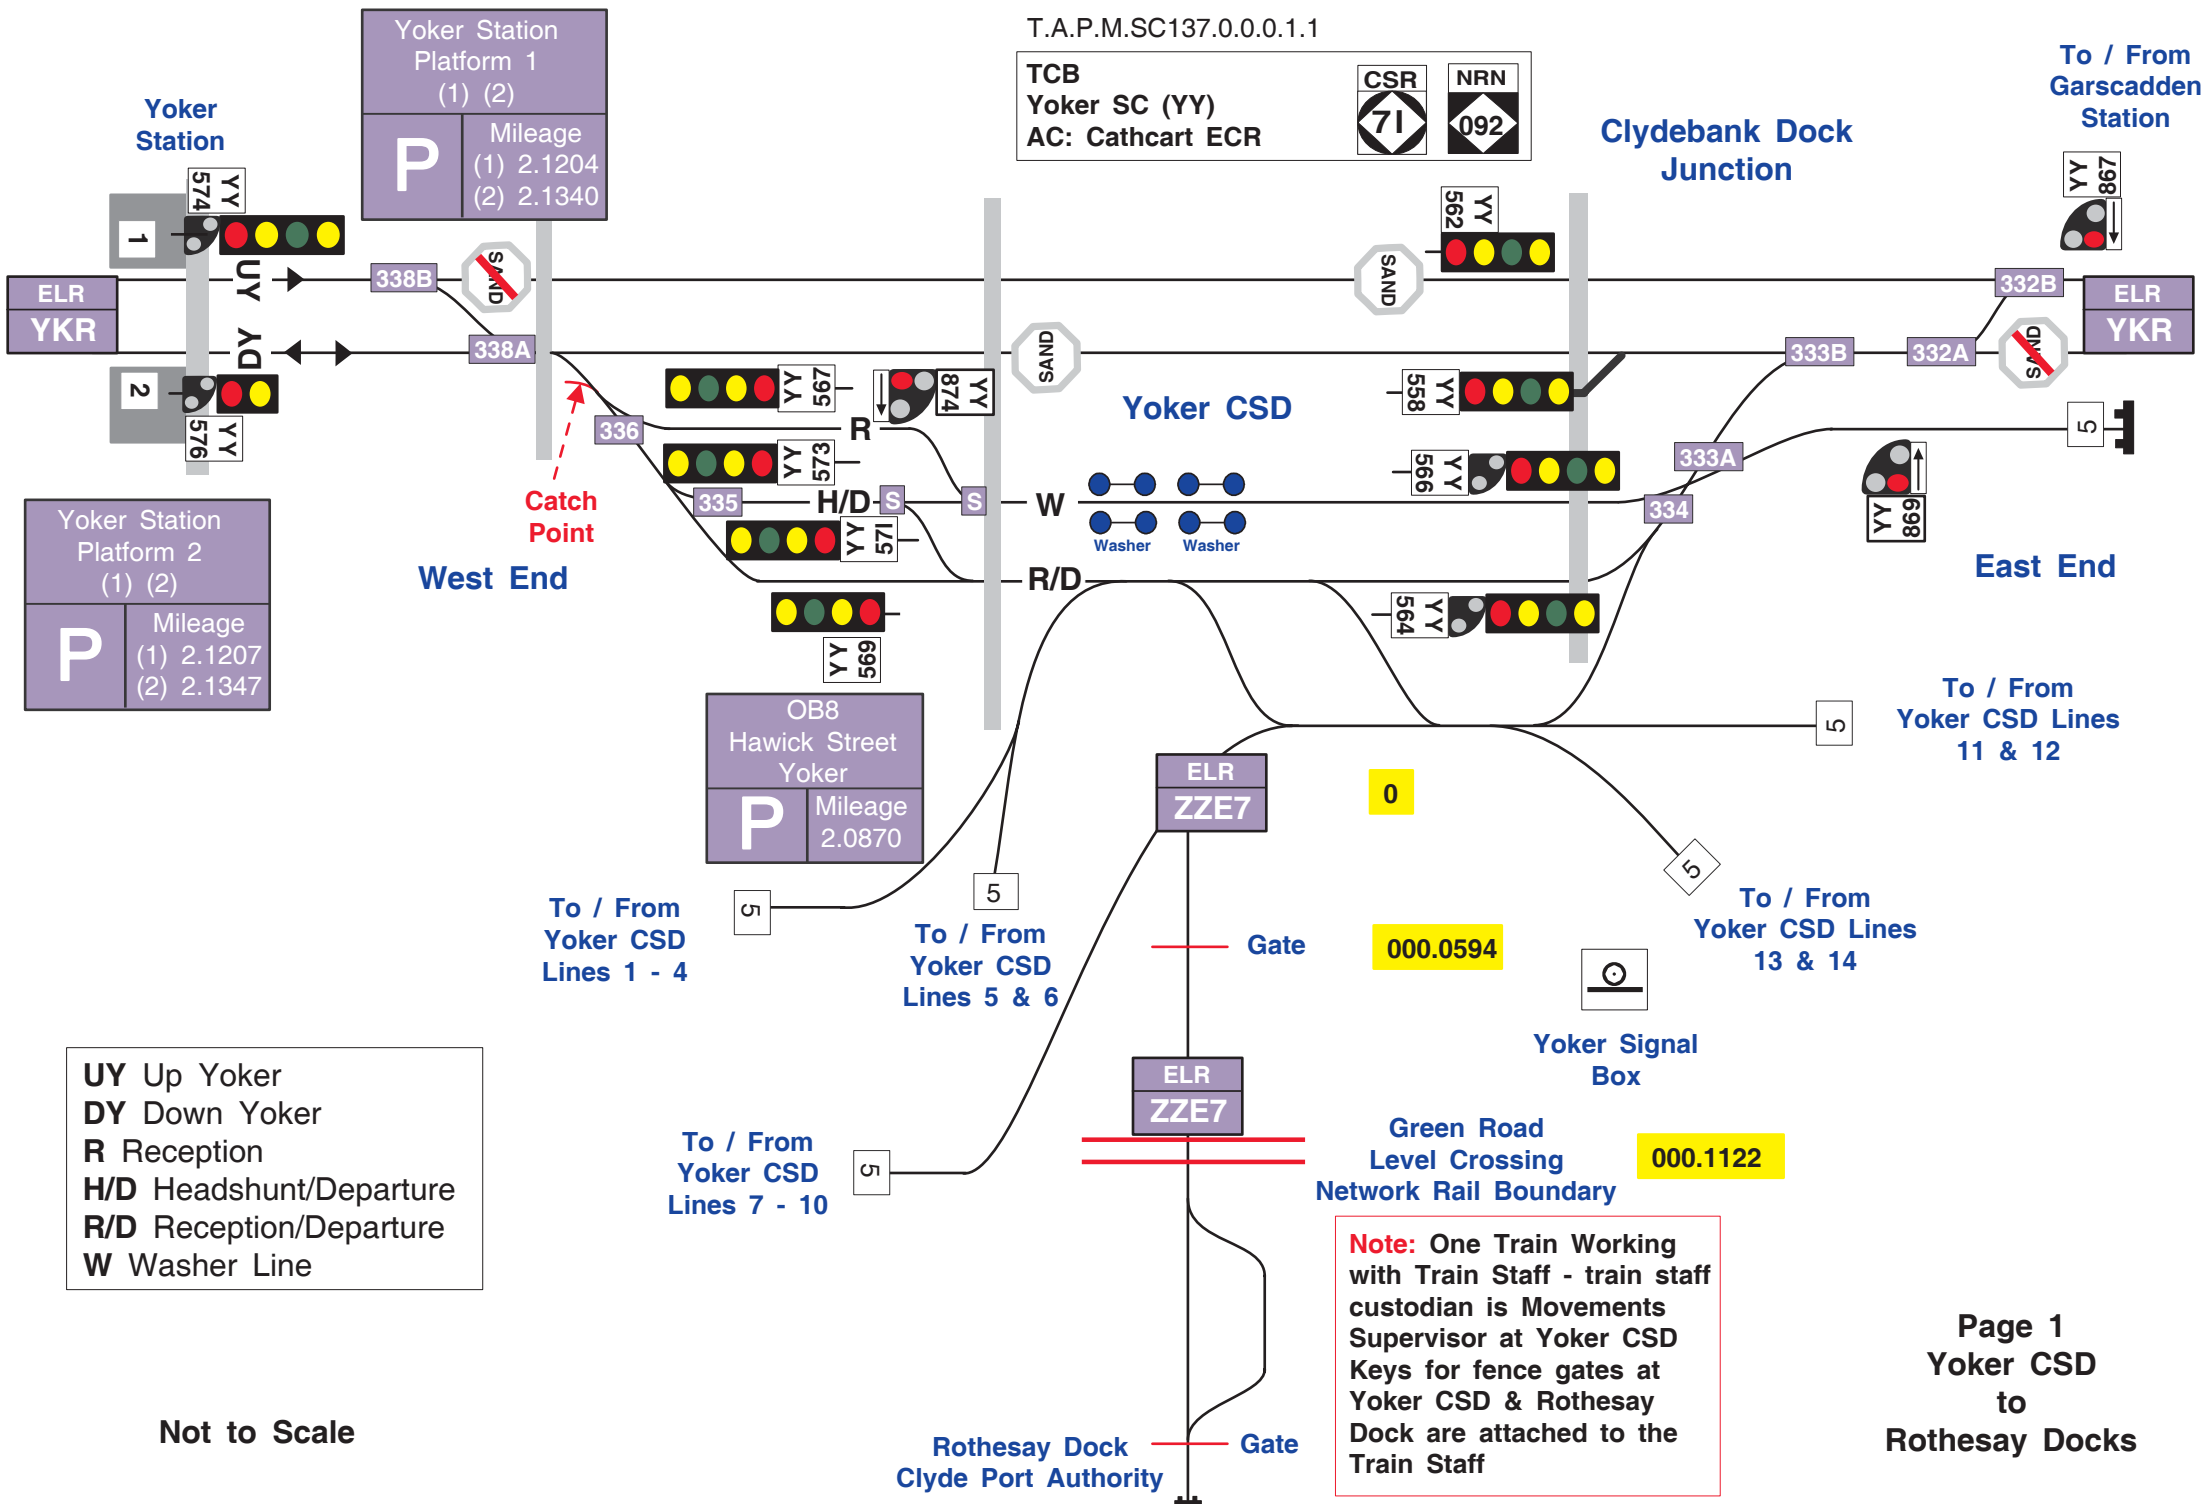 T.A.P.M.SC137.0.0.0.1.1
TCB
Yoker SC (YY)
AC: Cathcart ECR
CSR
71
NRN
092
Yoker Station
Platform 1
(1) (2)
P
Mileage
(1) 2.1204
(2) 2.1340
Yoker
Station
To / From
Garscadden
Station
Clydebank Dock
Junction
YY
574
YY
562
YY
867
1
UY
338B
SAND
SAND
332B
ELR
YKR
ELR
YKR
DY
338A
SAND
333B
332A
SAND
2
YY
576
YY
567
YY
874
YY
558
Yoker CSD
336
R
5
YY
573
YY
566
333A
Catch
Point
335
H/D
S
S
W
334
YY
571
Washer
Washer
YY
869
West End
R/D
East End
YY
569
YY
564
Yoker Station
Platform 2
(1) (2)
P
Mileage
(1) 2.1207
(2) 2.1347
OB8
Hawick Street
Yoker
P
Mileage
2.0870
5
To / From
Yoker CSD Lines
11 & 12
ELR
ZZE7
0
5
To / From
Yoker CSD
Lines 1 - 4
5
To / From
Yoker CSD
Lines 5 & 6
5
To / From
Yoker CSD Lines
13 & 14
Gate
000.0594
Yoker Signal
Box
UY Up Yoker
DY Down Yoker
R Reception
H/D Headshunt/Departure
R/D Reception/Departure
W Washer Line
ELR
ZZE7
To / From
Yoker CSD
Lines 7 - 10
5
Green Road
Level Crossing
Network Rail Boundary
000.1122
Note: One Train Working
with Train Staff - train staff
custodian is Movements
Supervisor at Yoker CSD
Keys for fence gates at
Yoker CSD & Rothesay
Dock are attached to the
Train Staff
Page 1
Yoker CSD
to
Rothesay Docks
Not to Scale
Rothesay Dock
Clyde Port Authority
Gate